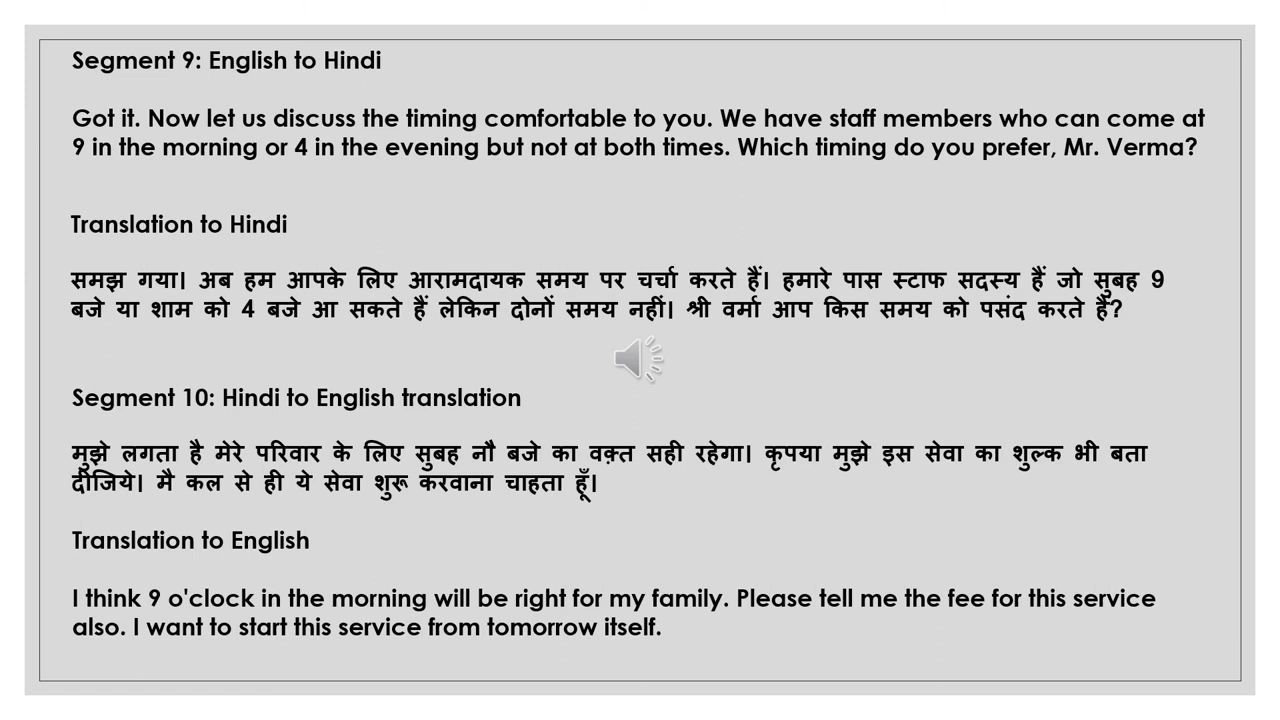 Segment 9: English to Hindi
Got it. Now let us discuss the timing comfortable to you. We have staff members who can come at
9 in the morning or 4 in the evening but not at both times. Which timing do you prefer, Mr. Verma?
Translation to Hindi
समझ गया। अब हम आपके लिए आरामदायक समय पर चर्चा करते हैं। हमारे पास स्टाफ सदस्य हैं जो सुबह 9
बजे या शाम को 4 बजे आ सकते हैं लेकिन दोनों समय नहीं। श्री वर्मा आप किस समय को पसंद करते हैं?
Segment 10: Hindi to English translation
मुझे लगता है मेरे परिवार के लिए सुबह नौ बजे का वक़्त सही रहेगा। कृपया मुझे इस सेवा का शुल्क भी बता
दीजिये। मै कल से ही ये सेवा शुरू करवाना चाहता हूँ।
Translation to English
I think 9 o'clock in the morning will be right for my family. Please tell me the fee for this service
also. I want to start this service from tomorrow itself.